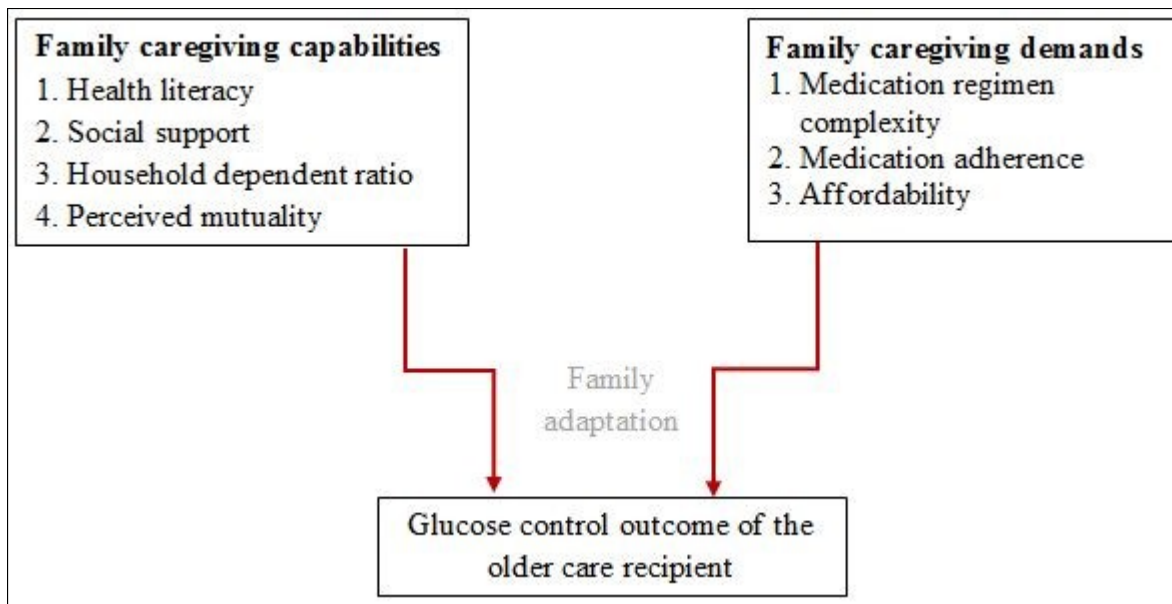 Family caregiving capabilities
1. Health literacy
2. Social support
3. Household dependent ratio
4. Perceived mutuality
Family caregiving demands
1. Medication regimen
complexity
2. Medication adherence
3. Affordability
Family
adaptation
Glucose control outcome of the
older care recipient